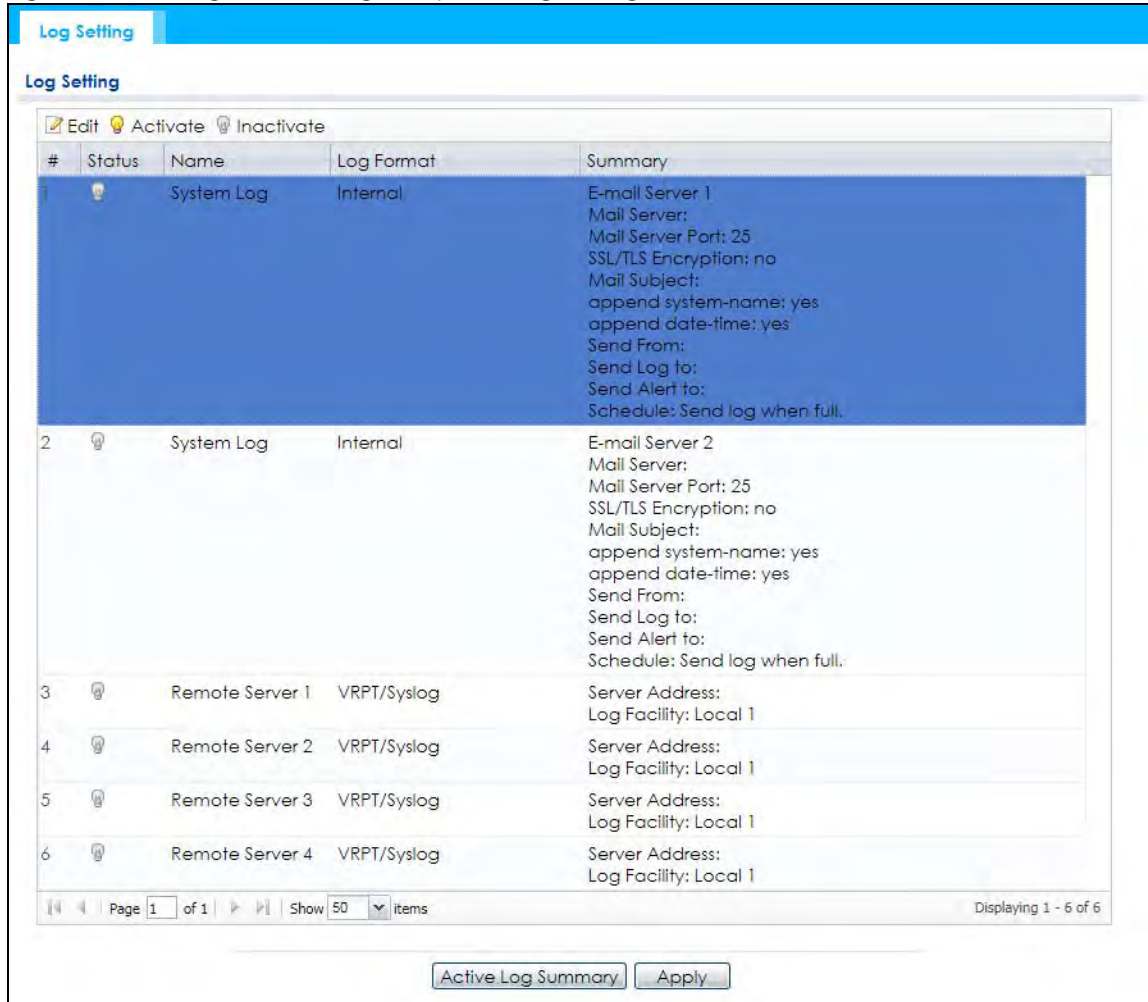 Log Setting
Log Setting
Edit Activate Inactivate
# Status Name Log Format Summary
1 System Log Internal E-mail Server 1
Mail Server:
Mail Server Port: 25
SSL/TLS Encryption: no
Mail Subject:
append system-name: yes
append date-time: yes
Send From:
Send Log to:
Send Alert to:
Schedule: Send log when full.
2 System Log Internal E-mail Server 2
Mail Server:
Mail Server Port: 25
SSL/TLS Encryption: no
Mail Subject:
append system-name: yes
append date-time: yes
Send From:
Send Log to:
Send Alert to:
Schedule: Send log when full.
3 Remote Server 1 VRPT/Syslog Server Address:
Log Facility: Local 1
4 Remote Server 2 VRPT/Syslog Server Address:
Log Facility: Local 1
5 Remote Server 3 VRPT/Syslog Server Address:
Log Facility: Local 1
6 Remote Server 4 VRPT/Syslog Server Address:
Log Facility: Local 1
Page 1 of 1 Show 50 items Displaying 1 - 6 of 6
Active Log Summary Apply